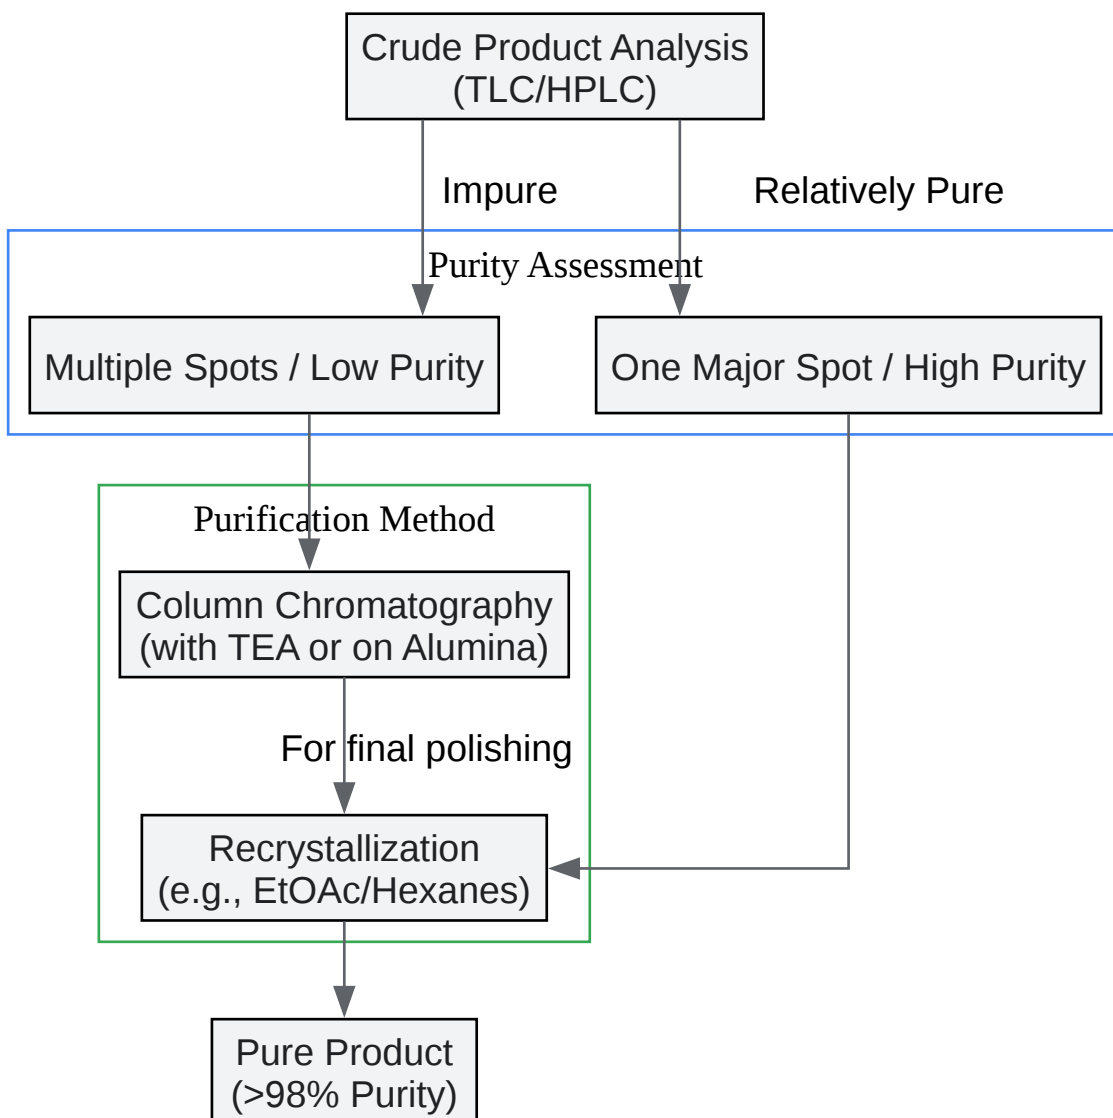 Crude Product Analysis
(TLC/HPLC)
Impure
Relatively Pure
Purity Assessment
Multiple Spots / Low Purity
One Major Spot / High Purity
Purification Method
Column Chromatography
(with TEA or on Alumina)
For final polishing
Recrystallization
(e.g., EtOAc/Hexanes)
Pure Product
(>98% Purity)